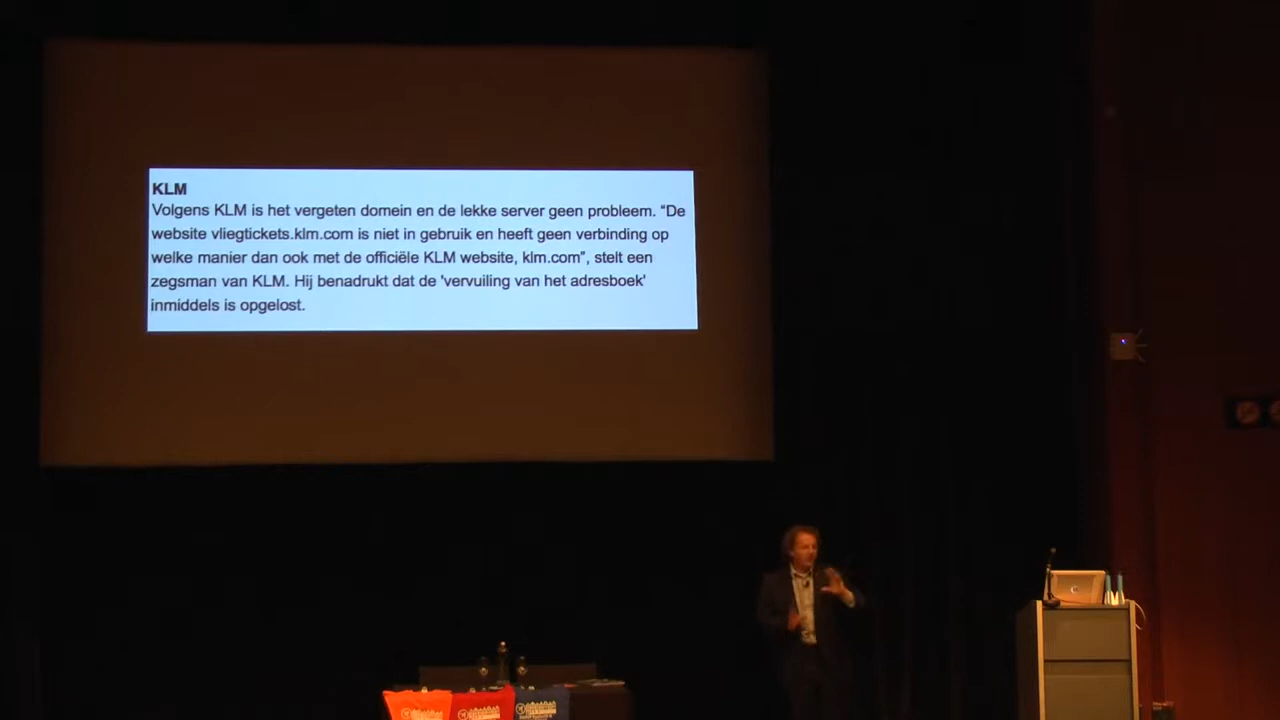 KLM
Volgens KLM is het vergeten domein en de lekke server geen probleem. “De
website vliegtickets.klm.com is niet in gebruik en heeft geen verbinding op
welke manier dan ook met de officiële KLM website, klm.com”, stelt een
zegsman van KLM. Hij benadrukt dat de 'vervuiling van het adresboek'
inmiddels is opgelost.